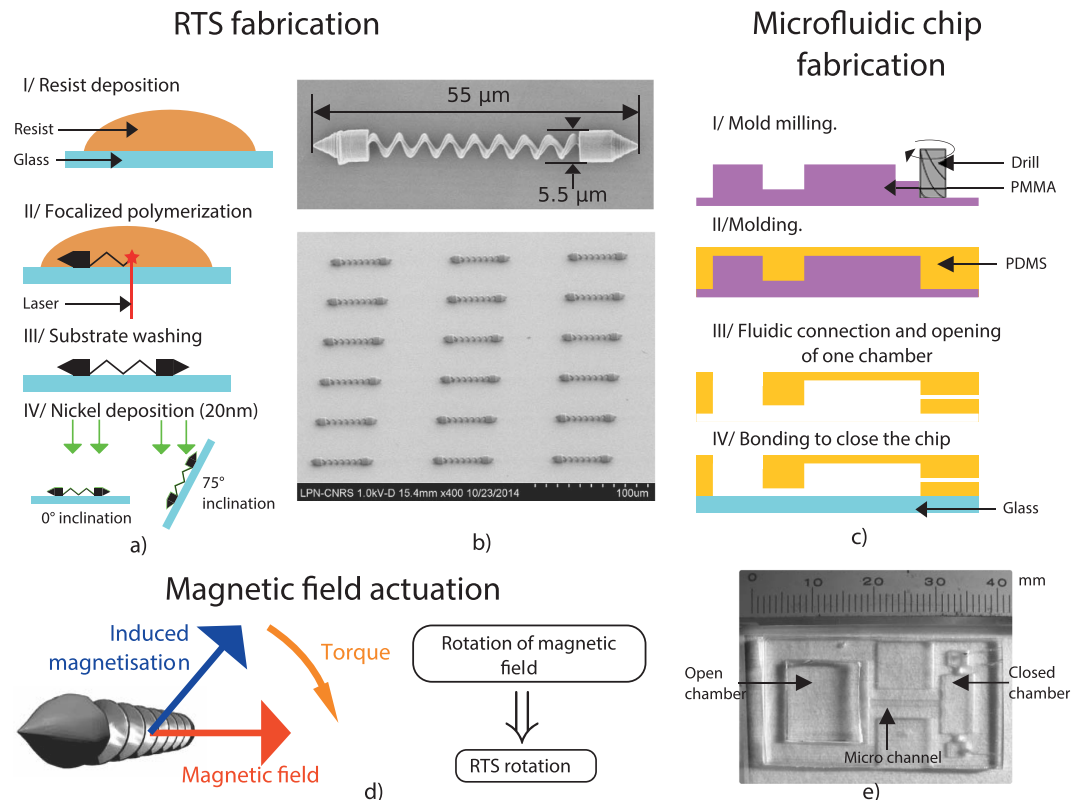 RTS fabrication
I/ Resist deposition
Resist
Glass
II/ Focalized polymerization
Laser
III/ Substrate washing
IV/ Nickel deposition (20nm)
0° inclination
75°
inclination
a)
55 µm
5.5 µm
LPN-CNRS 1.0kV-D 15.4mm x400 10/23/2014
100um
b)
Microfluidic chip
fabrication
I/ Mold milling.
Drill
PMMA
II/Molding.
PDMS
III/ Fluidic connection and opening
of one chamber
IV/ Bonding to close the chip
Glass
c)
Magnetic field actuation
Induced
magnetisation
Torque
Magnetic field
Rotation of magnetic
field
RTS rotation
d)
0 10 20 30 40 mm
Open
chamber
Closed
chamber
Micro channel
e)